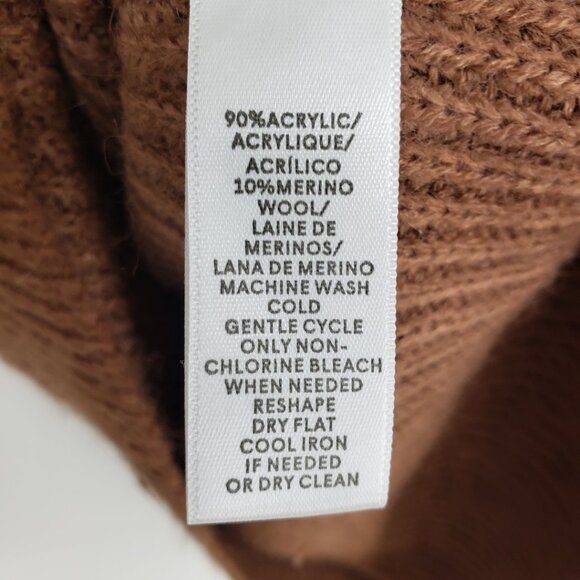 90%ACRYLIC/
ACRYLIQUE/
ACRÍLICO
10%MERINO
WOOL/
LAINE DE
MERINOS/
LANA DE MERINO
MACHINE WASH
COLD
GENTLE CYCLE
ONLY NON-
CHLORINE BLEACH
WHEN NEEDED
RESHAPE
DRY FLAT
COOL IRON
IF NEEDED
OR DRY CLEAN